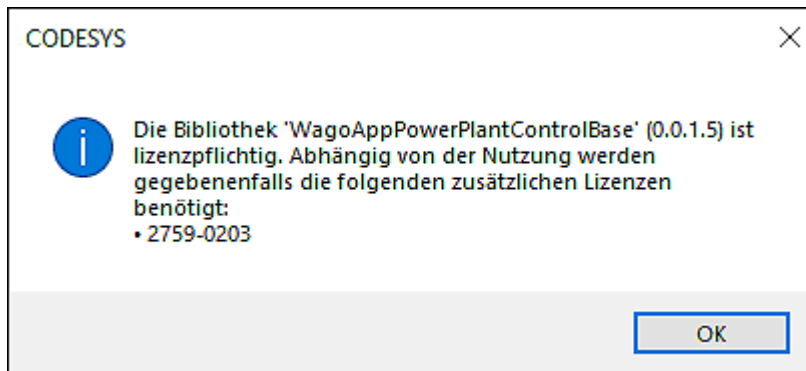 CODESYS
Die Bibliothek 'WagoAppPowerPlantControlBase' (0.0.1.5) ist
lizenzpflichtig. Abhängig von der Nutzung werden
gegebenenfalls die folgenden zusätzlichen Lizenzen
benötigt:
• 2759-0203
OK